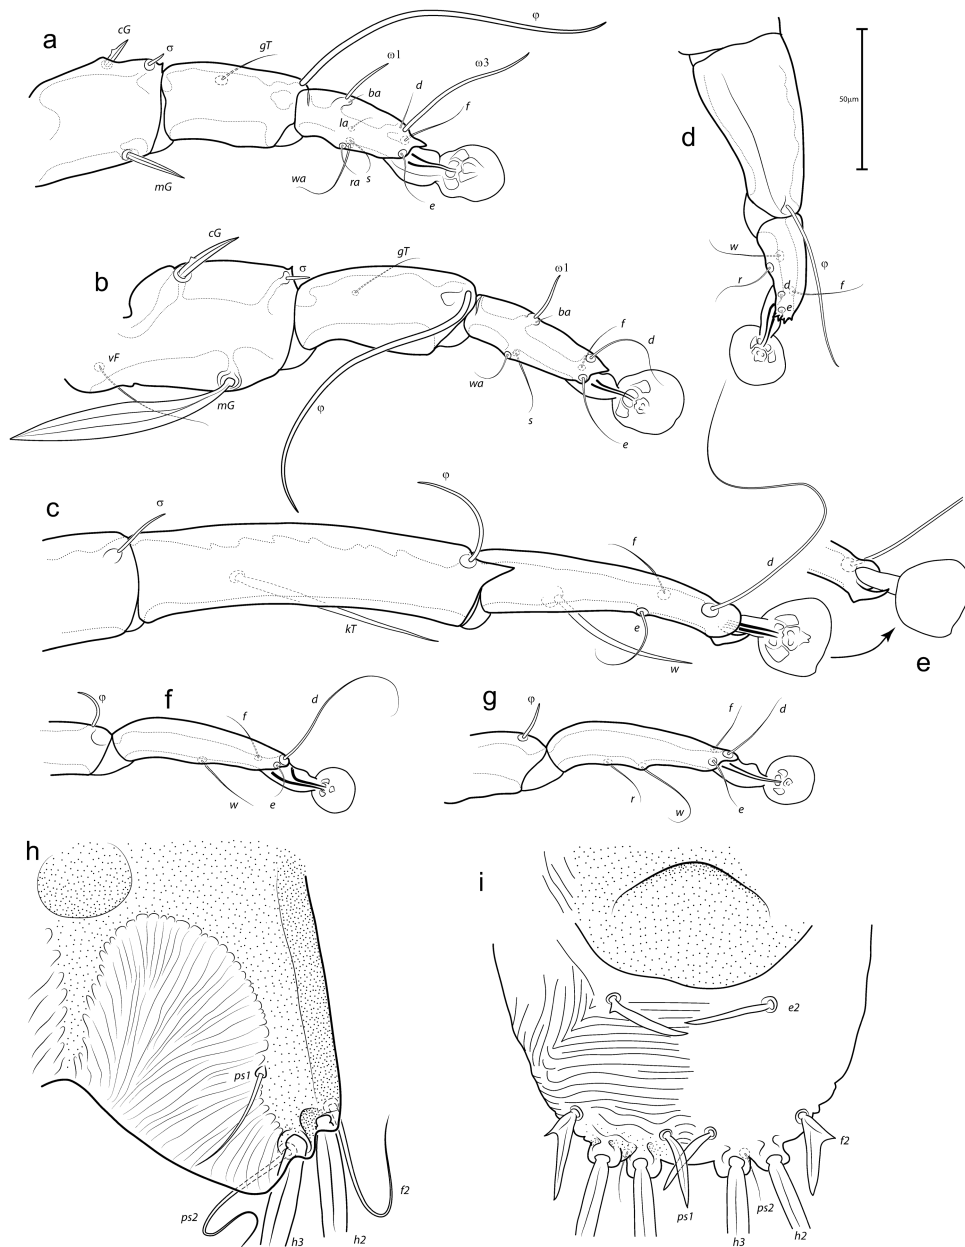 a
cG
σ
gT
φ
ω1
ba
d
ω3
f
la
mG
wa
ra
s
e
50μm
d
w
r
d
e
φ
f
b
cG
σ
gT
ω1
ba
f
d
vF
mG
φ
wa
s
e
c
σ
φ
f
d
kT
e
w
e
f
φ
f
d
w
e
g
φ
f
d
r
w
e
h
ps1
ps2
h3
h2
f2
i
e2
f2
ps1
ps2
h3
h2